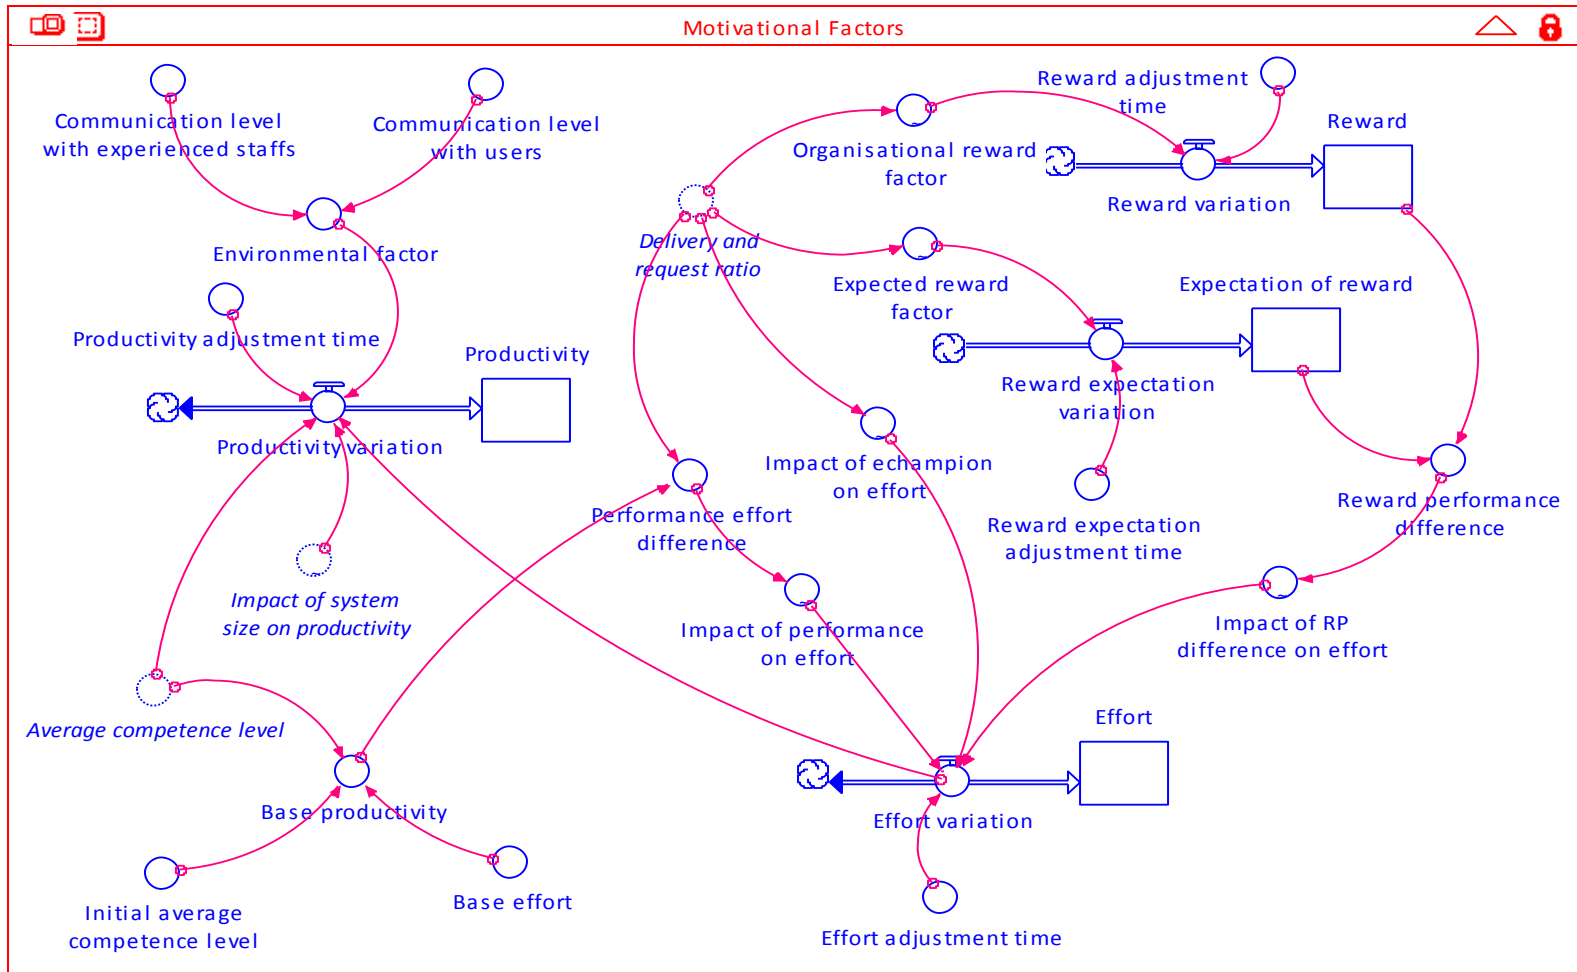 Motivational Factors
Communication level
with experienced staffs
Communication level
with users
Reward adjustment
time
Reward
Organisational reward
factor
Reward variation
Environmental factor
Delivery and
request ratio
Expected reward
factor
Expectation of reward
Productivity adjustment time
Productivity
Reward expectation
variation
Productivity variation
Impact of echampion
on effort
Performance effort
difference
Reward expectation
adjustment time
Reward performance
difference
Impact of system
size on productivity
Impact of performance
on effort
Impact of RP
difference on effort
Average competence level
Effort
Base productivity
Effort variation
Initial average
competence level
Base effort
Effort adjustment time